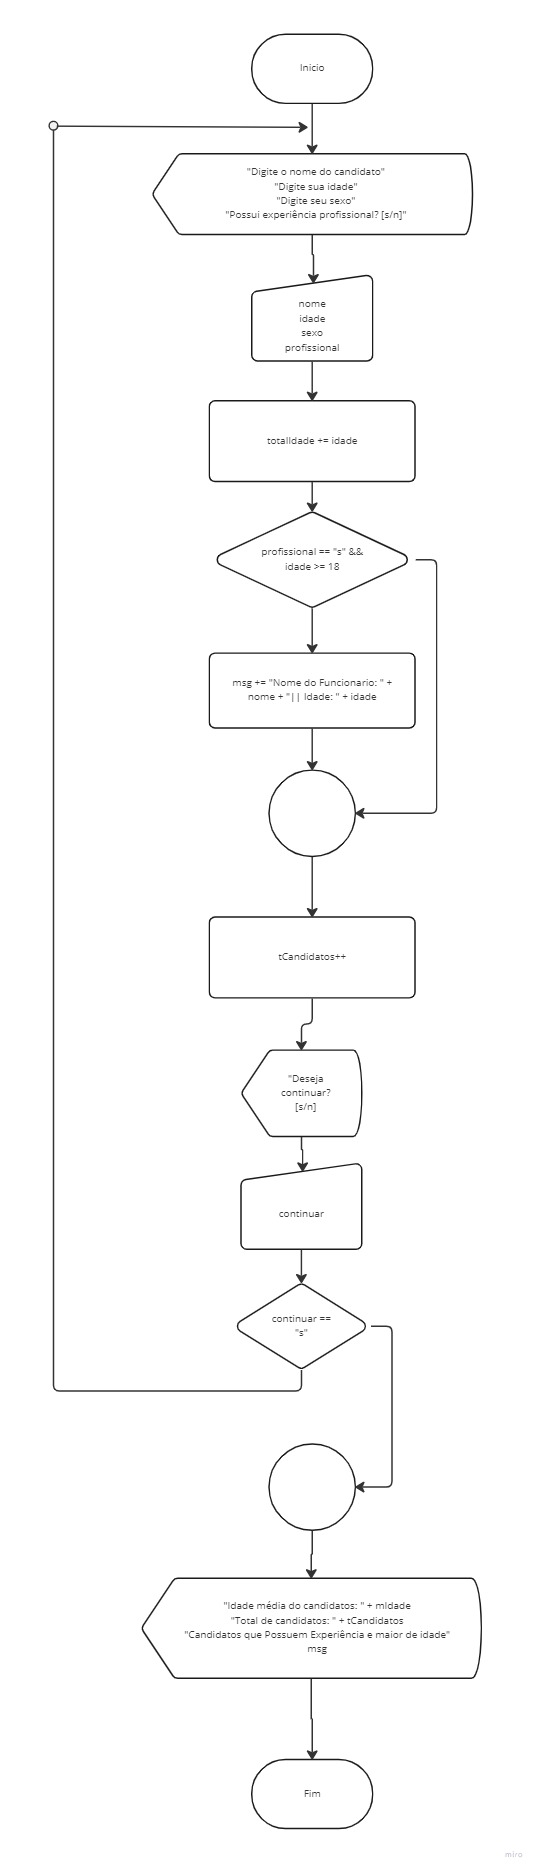 Inicio
"Digite o nome do candidato"
"Digite sua idade"
"Digite seu sexo"
"Possui experiência profissional? [s/n]"
nome
idade
sexo
profissional
totalIdade += idade
profissional == "s" &&
idade >= 18
msg += "Nome do Funcionario: " +
nome + "|| Idade: " + idade
tCandidatos++
"Deseja
continuar?
[s/n]
continuar
continuar ==
"s"
"Idade média do candidatos: " + mIdade
"Total de candidatos: " + tCandidatos
"Candidatos que Possuem Experiência e maior de idade"
msg
Fim
miro